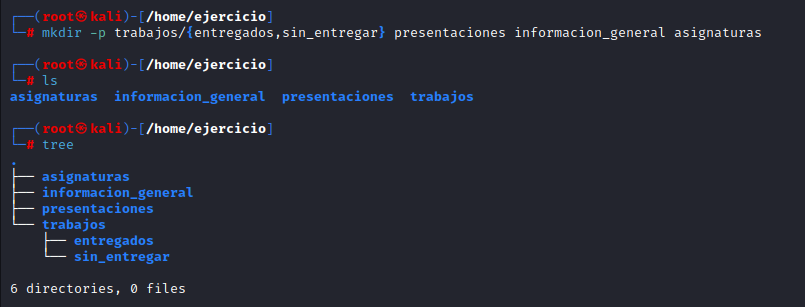 ┌──(root㉿kali)-[/home/ejercicio]
└─# mkdir -p trabajos/{entregados,sin_entregar} presentaciones informacion_general asignaturas
┌──(root㉿kali)-[/home/ejercicio]
└─# ls
asignaturas  informacion_general  presentaciones  trabajos
┌──(root㉿kali)-[/home/ejercicio]
└─# tree
.
├── asignaturas
├── informacion_general
├── presentaciones
└── trabajos
    ├── entregados
    └── sin_entregar
6 directories, 0 files